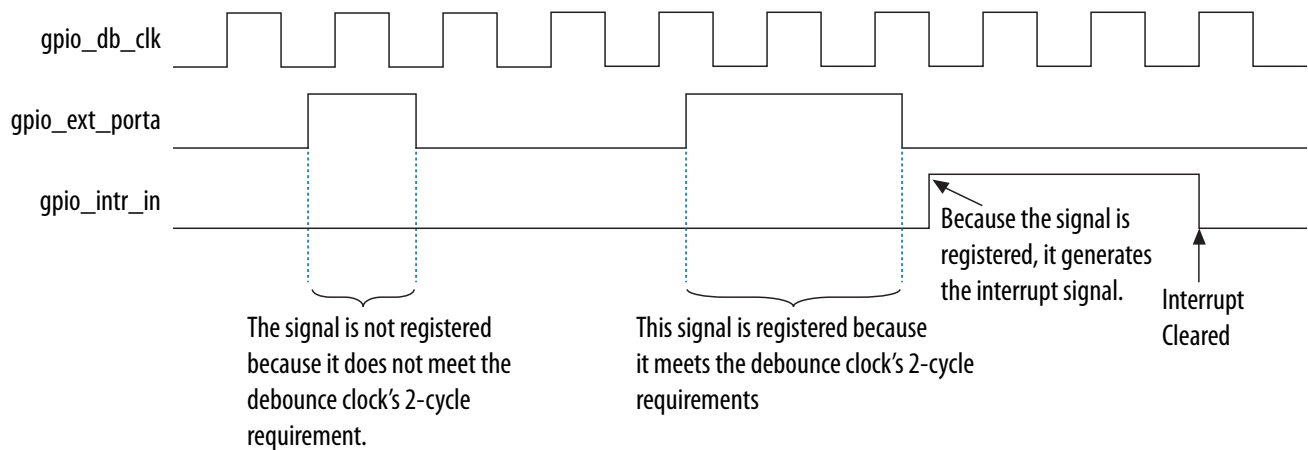 gpio_db_clk
gpio_ext_porta
gpio_intr_in
Because the signal is
registered, it generates
the interrupt signal.
Interrupt
Cleared
The signal is not registered
because it does not meet the
debounce clock’s 2-cycle
requirement.
This signal is registered because
it meets the debounce clock’s 2-cycle
requirements